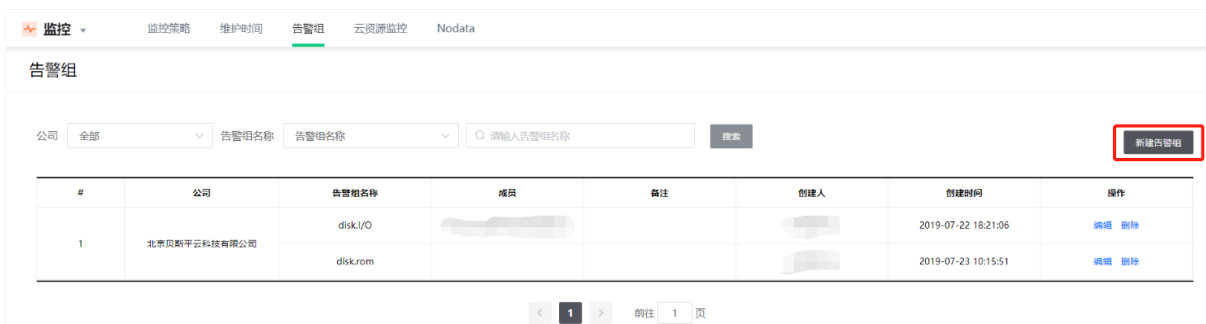 监控 监控策略 维护时间 告警组 云资源监控 Nodata
告警组
公司 全部 告警组名称 告警组名称 请输入告警组名称 搜索 新建告警组
# 公司 告警组名称 成员 备注 创建人 创建时间 操作
disk.I/O 2019-07-22 18:21:06 编辑 删除
1 北京贝斯平云科技有限公司
disk.rom 2019-07-23 10:15:51 编辑 删除
< 1 > 前往 1 页